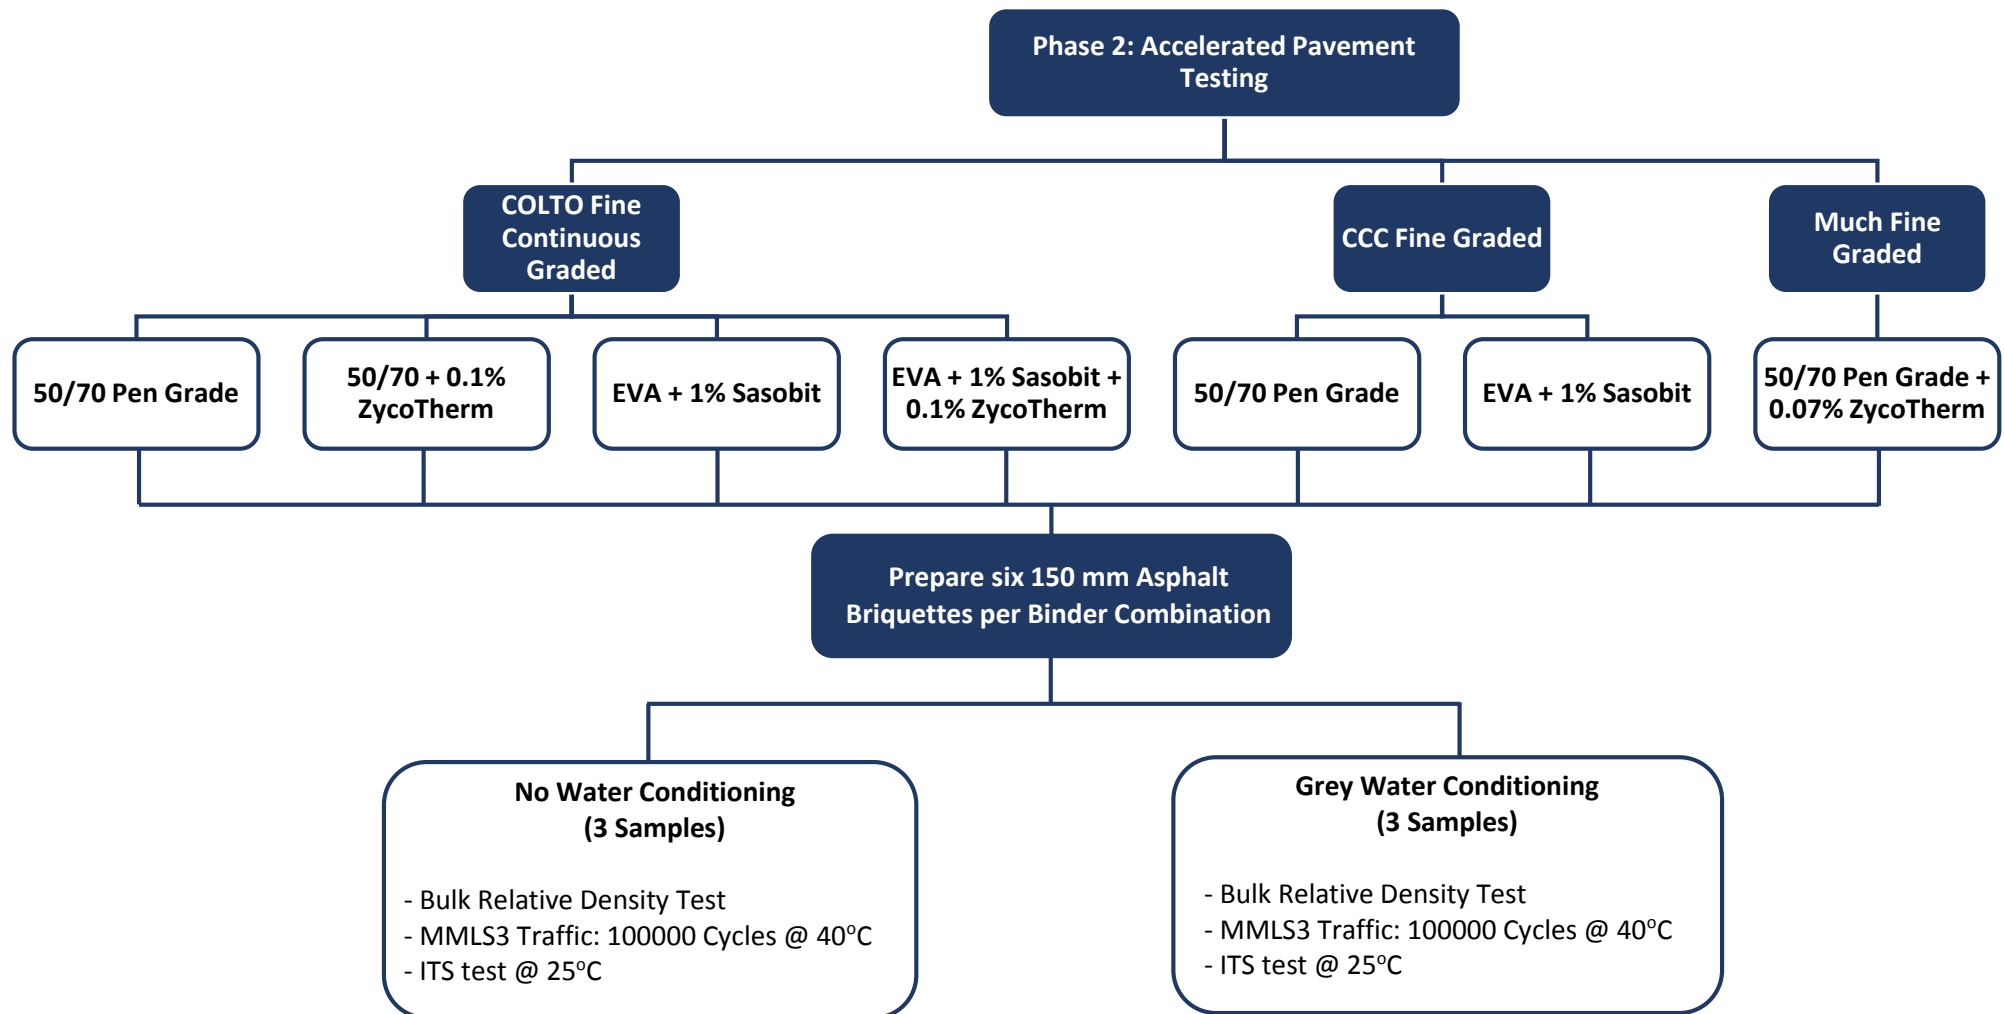 Phase 2: Accelerated Pavement
Testing
COLTO Fine
Continuous
Graded
CCC Fine Graded
Much Fine
Graded
50/70 Pen Grade
50/70 + 0.1%
ZycoTherm
EVA + 1% Sasobit
EVA + 1% Sasobit +
0.1% ZycoTherm
50/70 Pen Grade
EVA + 1% Sasobit
50/70 Pen Grade +
0.07% ZycoTherm
Prepare six 150 mm Asphalt
Briquettes per Binder Combination
No Water Conditioning
(3 Samples)
- Bulk Relative Density Test
- MMLS3 Traffic: 100000 Cycles @ 40°C
- ITS test @ 25°C
Grey Water Conditioning
(3 Samples)
- Bulk Relative Density Test
- MMLS3 Traffic: 100000 Cycles @ 40°C
- ITS test @ 25°C